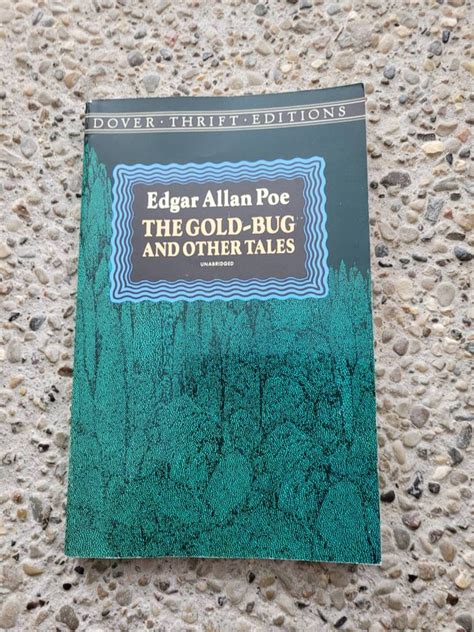 DOVER · THRIFT · EDITIONS
Edgar Allan Poe
THE GOLD-BUG
AND OTHER TALES
UNABRIDGED